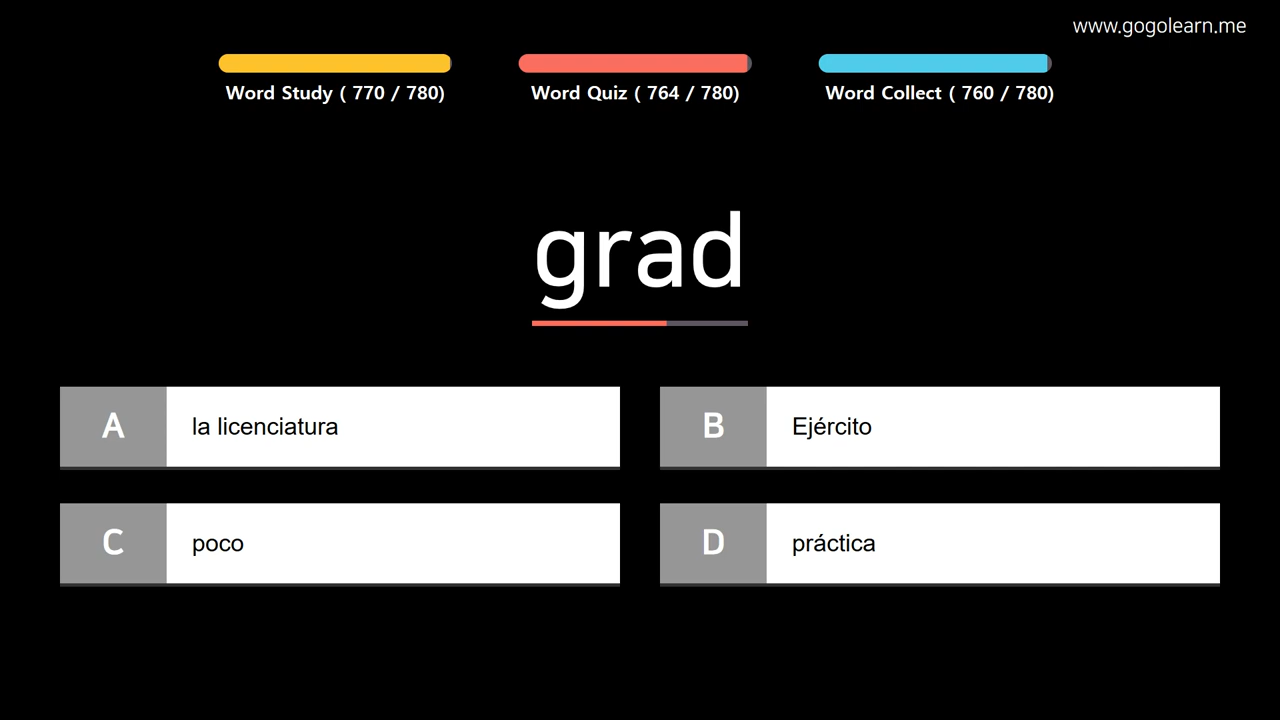 www.gogolearn.me
Word Study ( 770 / 780)
Word Quiz ( 764 / 780)
Word Collect ( 760 / 780)
grad
A la licenciatura
B Ejército
C poco
D práctica